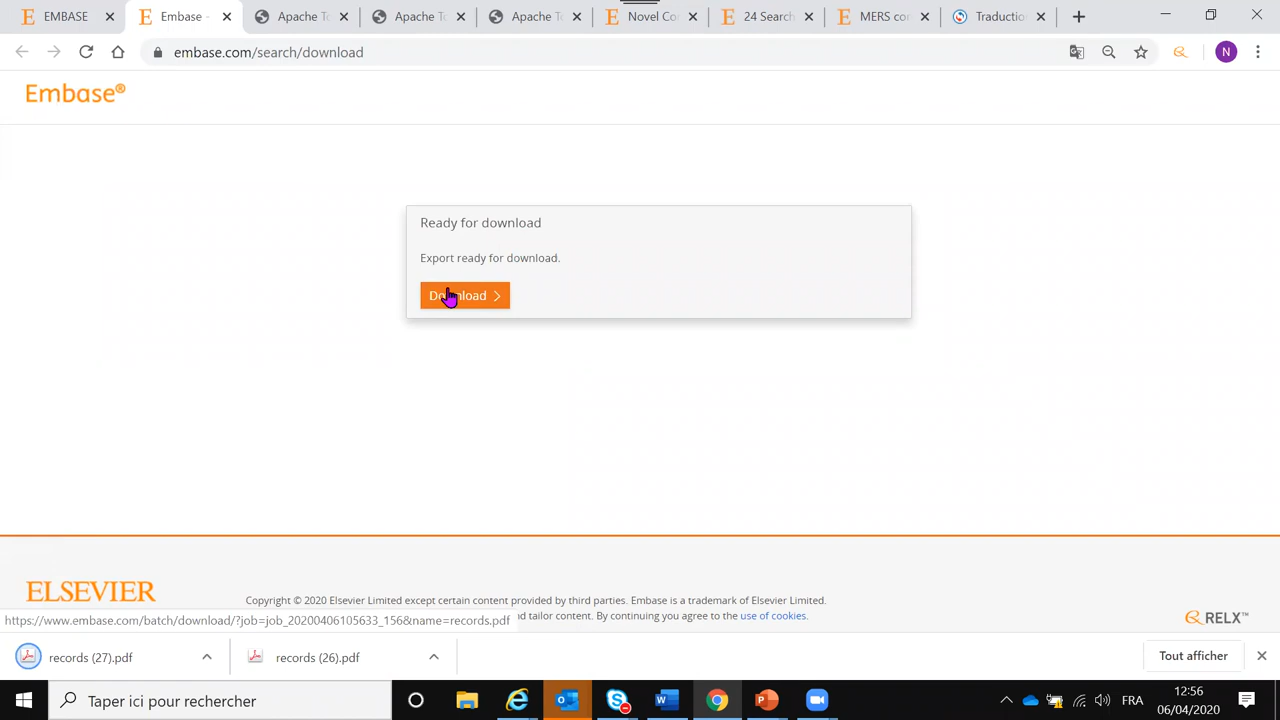 EMBASE
Embase -
Apache To
Apache To
Apache To
Novel Co
24 Search
MERS co
Traductio
embase.com/search/download
N
Embase®
Ready for download
Export ready for download.
Download
ELSEVIER
Copyright © 2020 Elsevier Limited except certain content provided by third parties. Embase is a trademark of Elsevier Limited.
d tailor content. By continuing you agree to the use of cookies.
RELX™
https://www.embase.com/batch/download/?job=job_20200406105633_156&name=records.pdf
records (27).pdf
records (26).pdf
Tout afficher
Taper ici pour rechercher
FRA
12:56
06/04/2020